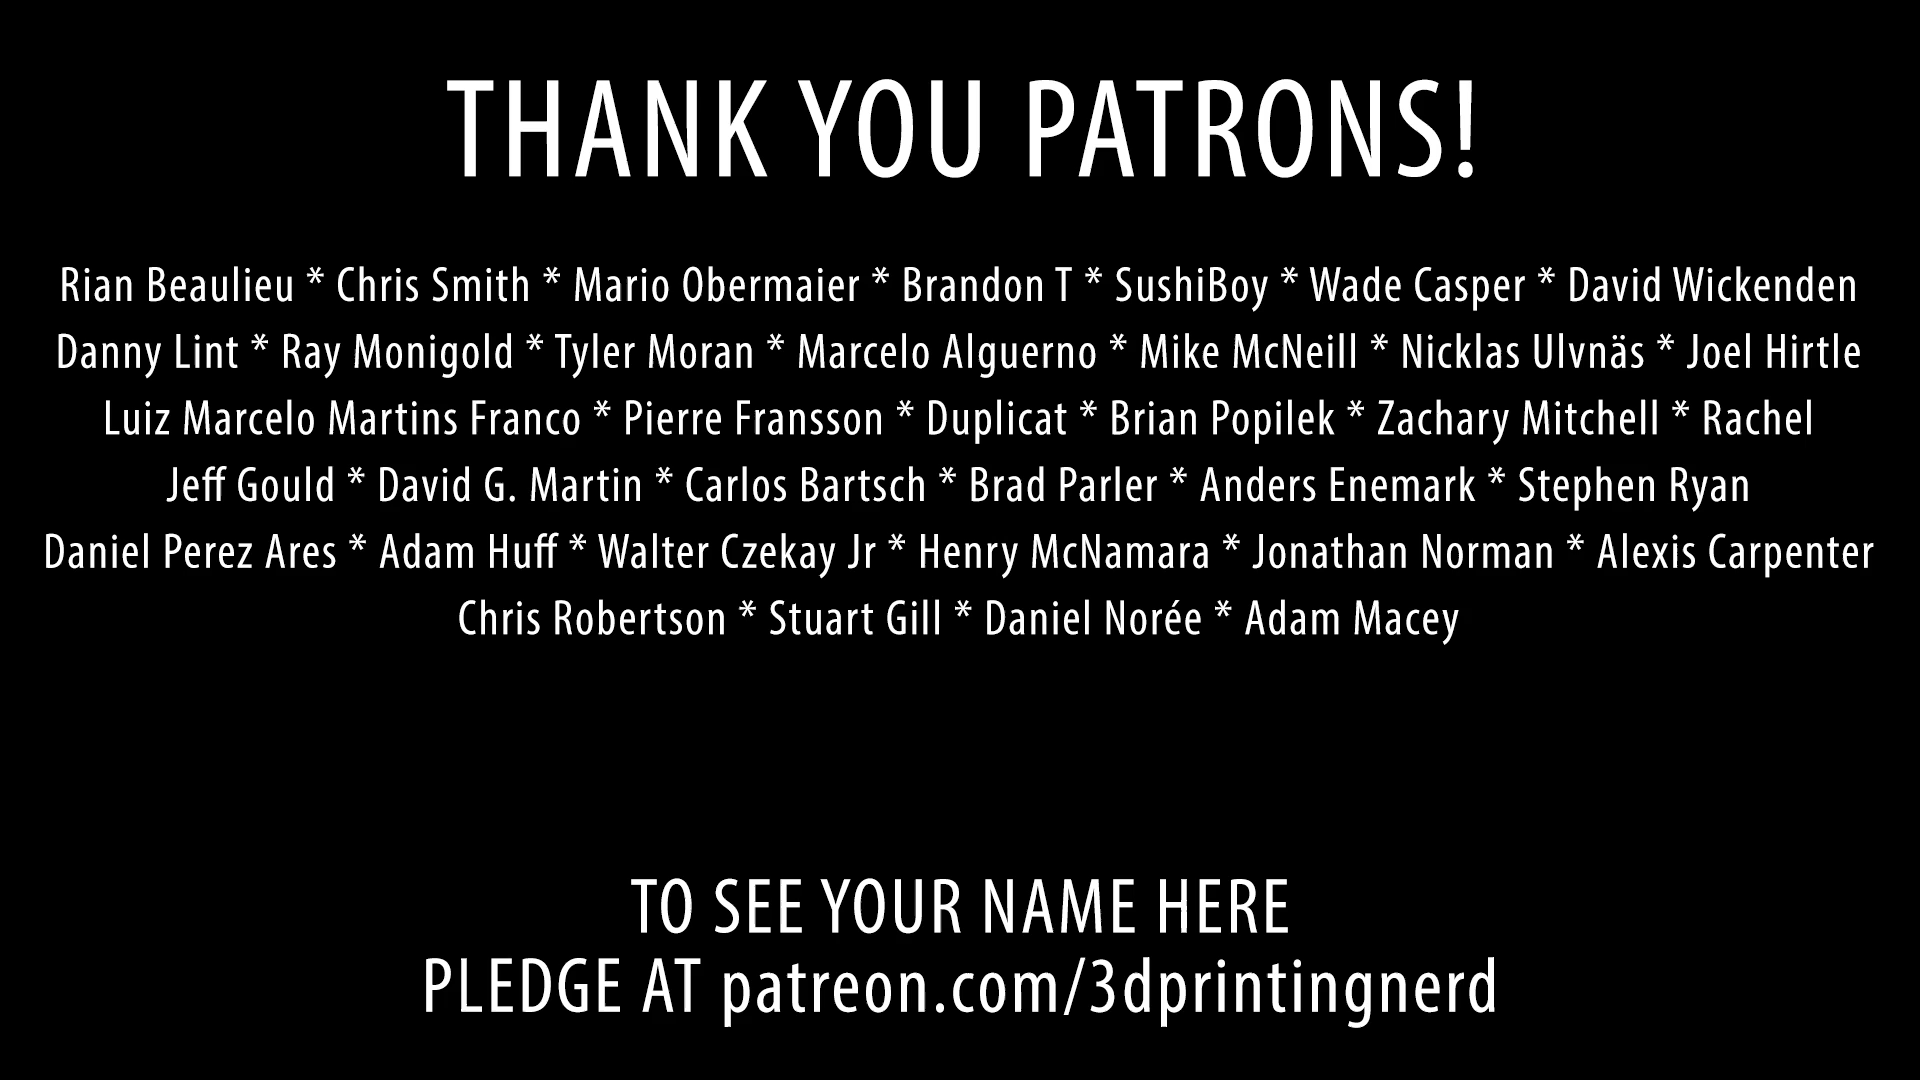 THANK YOU PATRONS!
Rian Beaulieu * Chris Smith * Mario Obermaier * Brandon T * SushiBoy * Wade Casper * David Wickenden
Danny Lint * Ray Monigold * Tyler Moran * Marcelo Alguerno * Mike McNeill * Nicklas Ulvnäs * Joel Hirtle
Luiz Marcelo Martins Franco * Pierre Fransson * Duplicat * Brian Popilek * Zachary Mitchell * Rachel
Jeff Gould * David G. Martin * Carlos Bartsch * Brad Parler * Anders Enemark * Stephen Ryan
Daniel Perez Ares * Adam Huff * Walter Czekay Jr * Henry McNamara * Jonathan Norman * Alexis Carpenter
Chris Robertson * Stuart Gill * Daniel Norée * Adam Macey
TO SEE YOUR NAME HERE
PLEDGE AT patreon.com/3dprintingnerd